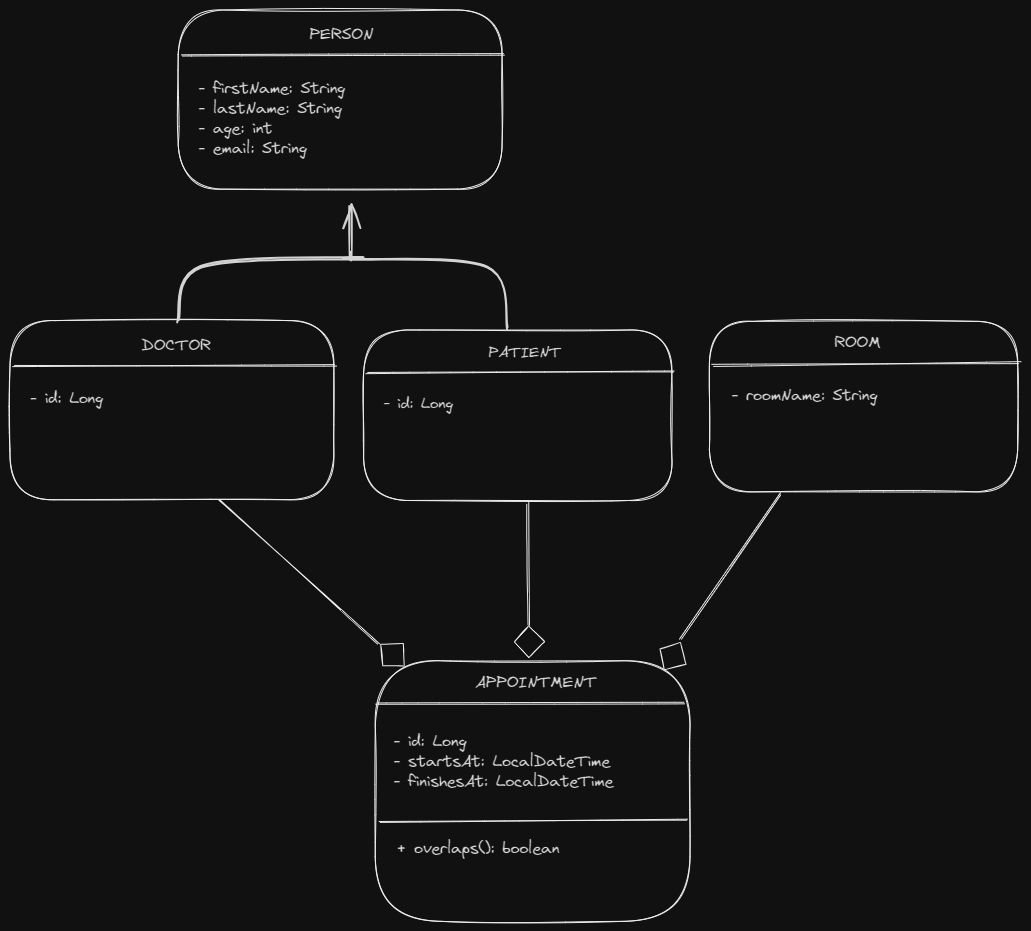 PERSON
- firstName: String
- lastName: String
- age: int
- email: String
DOCTOR
- id: Long
PATIENT
- id: Long
ROOM
- roomName: String
APPOINTMENT
- id: Long
- startsAt: LocalDateTime
- finishesAt: LocalDateTime
+ overlaps(): boolean